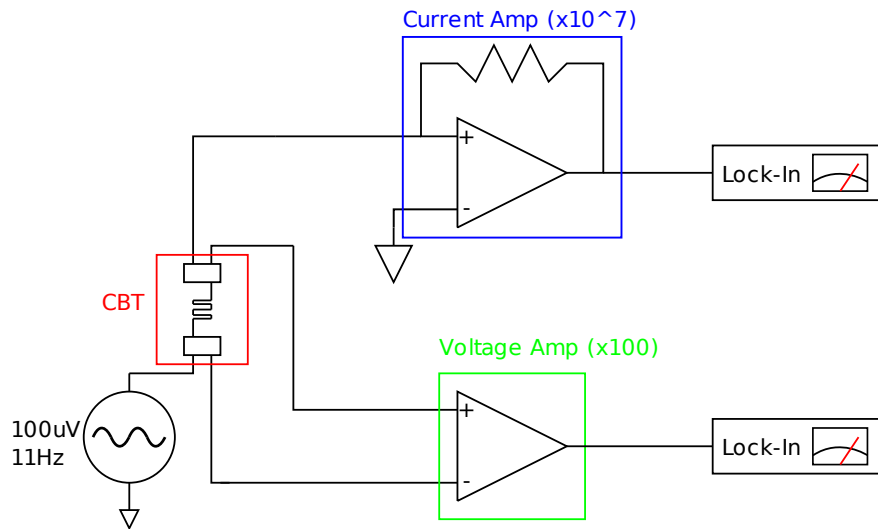 Current Amp (x10^7)
+
-
Lock-In
CBT
Voltage Amp (x100)
100uV
11Hz
+
-
Lock-In